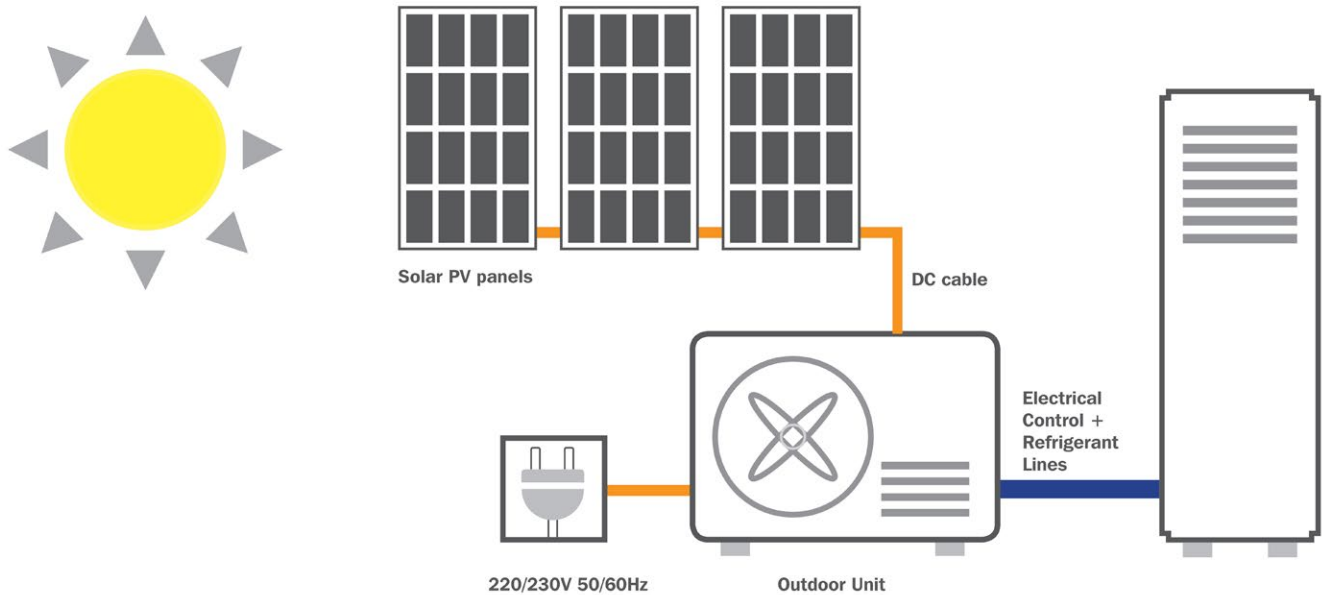 Solar PV panels
DC cable
Electrical
Control +
Refrigerant
Lines
220/230V 50/60Hz
Outdoor Unit